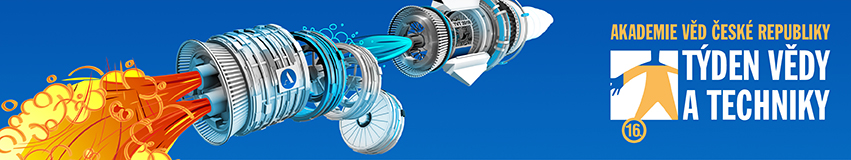 AKADEMIE VĚD ČESKÉ REPUBLIKY
TÝDEN VĚDY
A TECHNIKY
16.